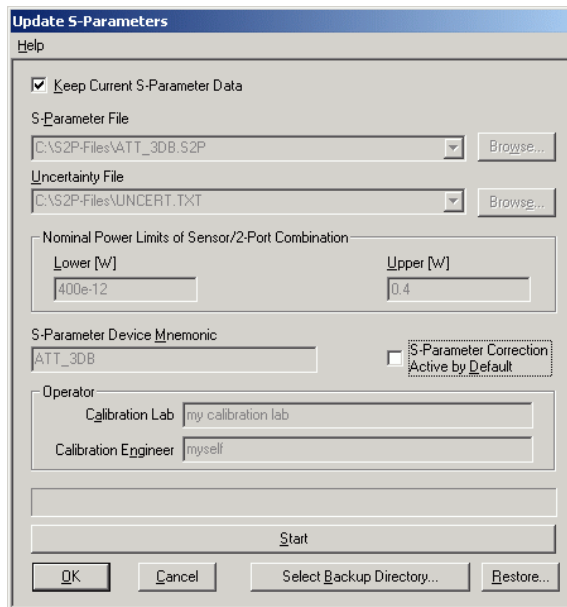 Update S-Parameters
Help
Keep Current S-Parameter Data
S-Parameter File
C:\S2P-Files\ATT_3DB.S2P
Browse...
Uncertainty File
C:\S2P-Files\UNCERT.TXT
Browse...
Nominal Power Limits of Sensor/2-Port Combination
Lower [W]
Upper [W]
400e-12
0.4
S-Parameter Device Mnemonic
ATT_3DB
S-Parameter Correction
Active by Default
Operator
Calibration Lab
my calibration lab
Calibration Engineer
myself
Start
OK
Cancel
Select Backup Directory...
Restore...